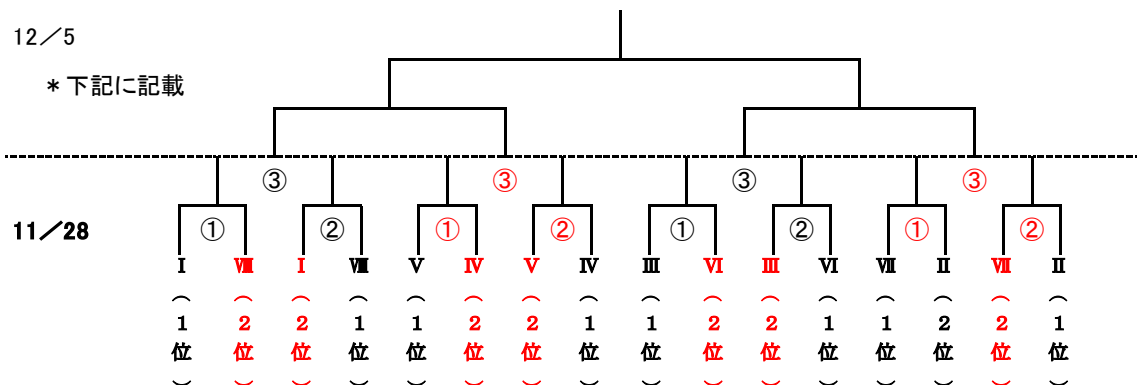 12／5
＊下記に記載
③ ③ ③ ③
11／28 ① ② ① ② ① ② ① ②
Ⅰ Ⅷ Ⅰ Ⅷ Ⅴ Ⅳ Ⅴ Ⅳ Ⅲ Ⅵ Ⅲ Ⅵ Ⅶ Ⅱ Ⅶ Ⅱ
（1位） （2位） （2位） （1位） （1位） （2位） （2位） （1位） （1位） （2位） （2位） （1位） （1位） （2位） （2位） （1位）